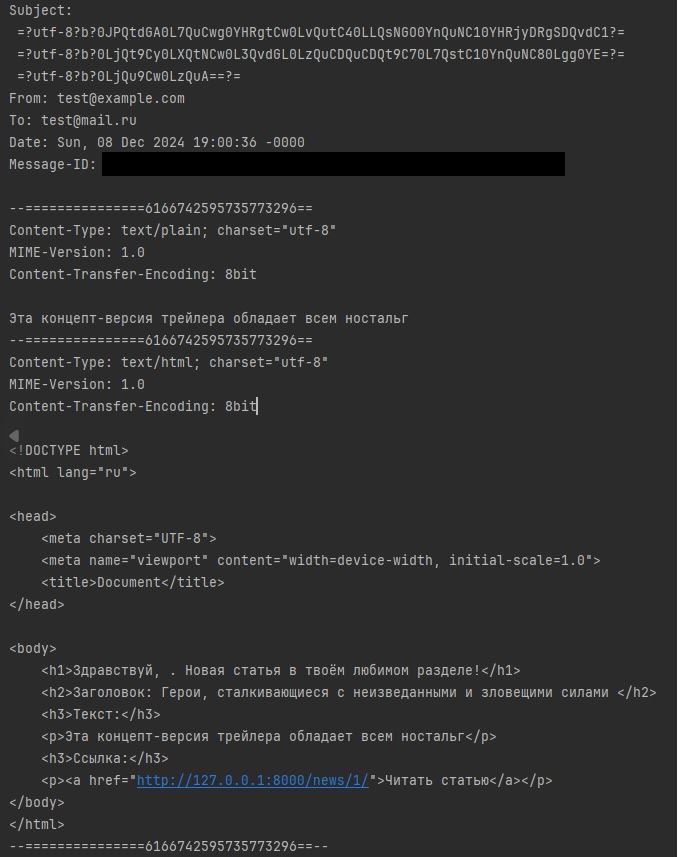 Subject:
=?utf-8?b?0JPQtdGA0L7QuCwg0YHRgtCw0LvQutC40LLQsNGO0YnQuNC10YHRjyDRgSDQvdC1?=
=?utf-8?b?0LjQt9Cy0LXQtNCw0L3QvdGL0LzQuCDQuCDQt9C70L7QstC10YnQuNC80Lgg0YE=?=
=?utf-8?b?0LjQu9Cw0LzQuA==?=
From: test@example.com
To: test@mail.ru
Date: Sun, 08 Dec 2024 19:00:36 -0000
Message-ID:
--===============6166742595735773296==
Content-Type: text/plain; charset="utf-8"
MIME-Version: 1.0
Content-Transfer-Encoding: 8bit
Эта концепт-версия трейлера обладает всем ностальг
--===============6166742595735773296==
Content-Type: text/html; charset="utf-8"
MIME-Version: 1.0
Content-Transfer-Encoding: 8bit
<!DOCTYPE html>
<html lang="ru">
<head>
<meta charset="UTF-8">
<meta name="viewport" content="width=device-width, initial-scale=1.0">
<title>Document</title>
</head>
<body>
<h1>Здравствуй, . Новая статья в твоём любимом разделе!</h1>
<h2>Заголовок: Герои, сталкивающиеся с неизведанными и зловещими силами </h2>
<h3>Текст:</h3>
<p>Эта концепт-версия трейлера обладает всем ностальг</p>
<h3>Ссылка:</h3>
<p><a href="http://127.0.0.1:8000/news/1/">Читать статью</a></p>
</body>
</html>
--===============6166742595735773296==--